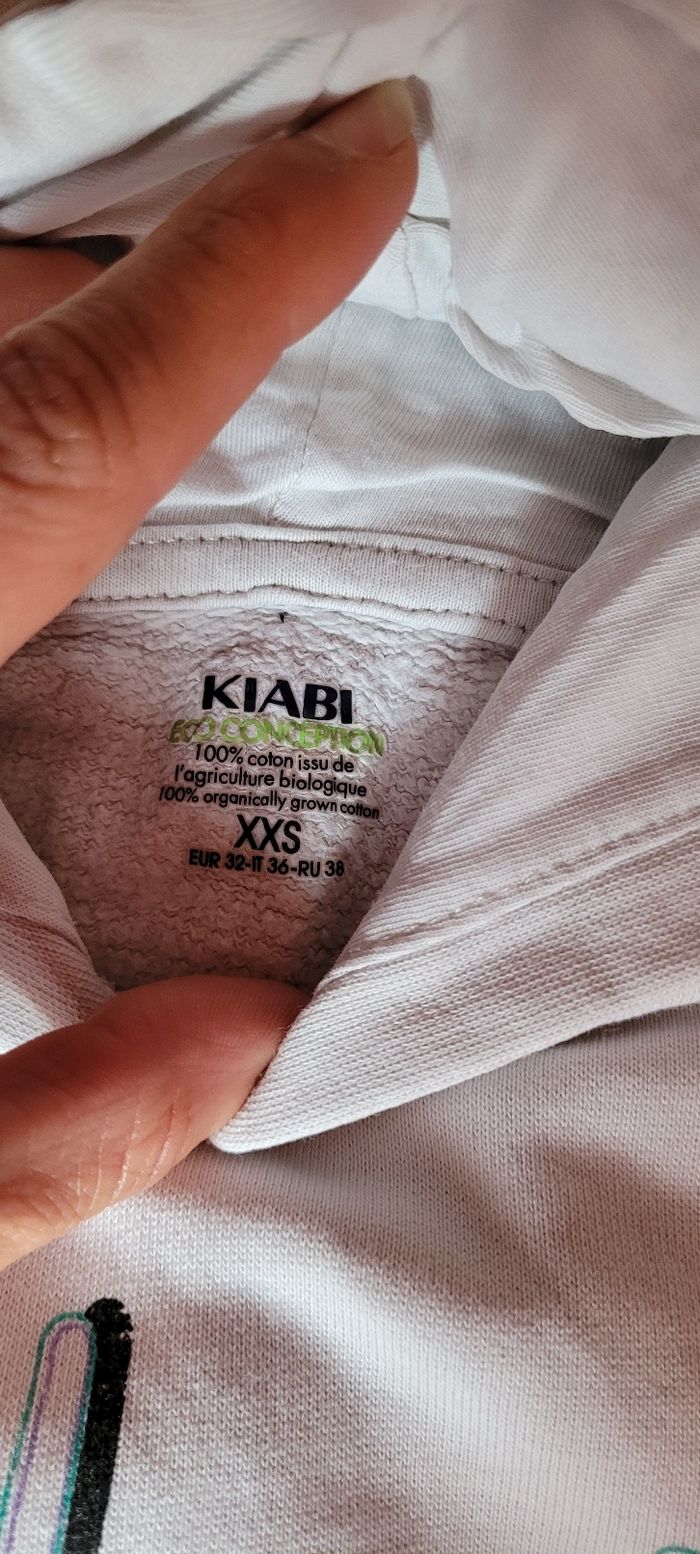 KIABI
ECO CONCEPTION
100% coton issu de
l'agriculture biologique
100% organically grown cotton
XXS
EUR 32-IT 36-RU 38